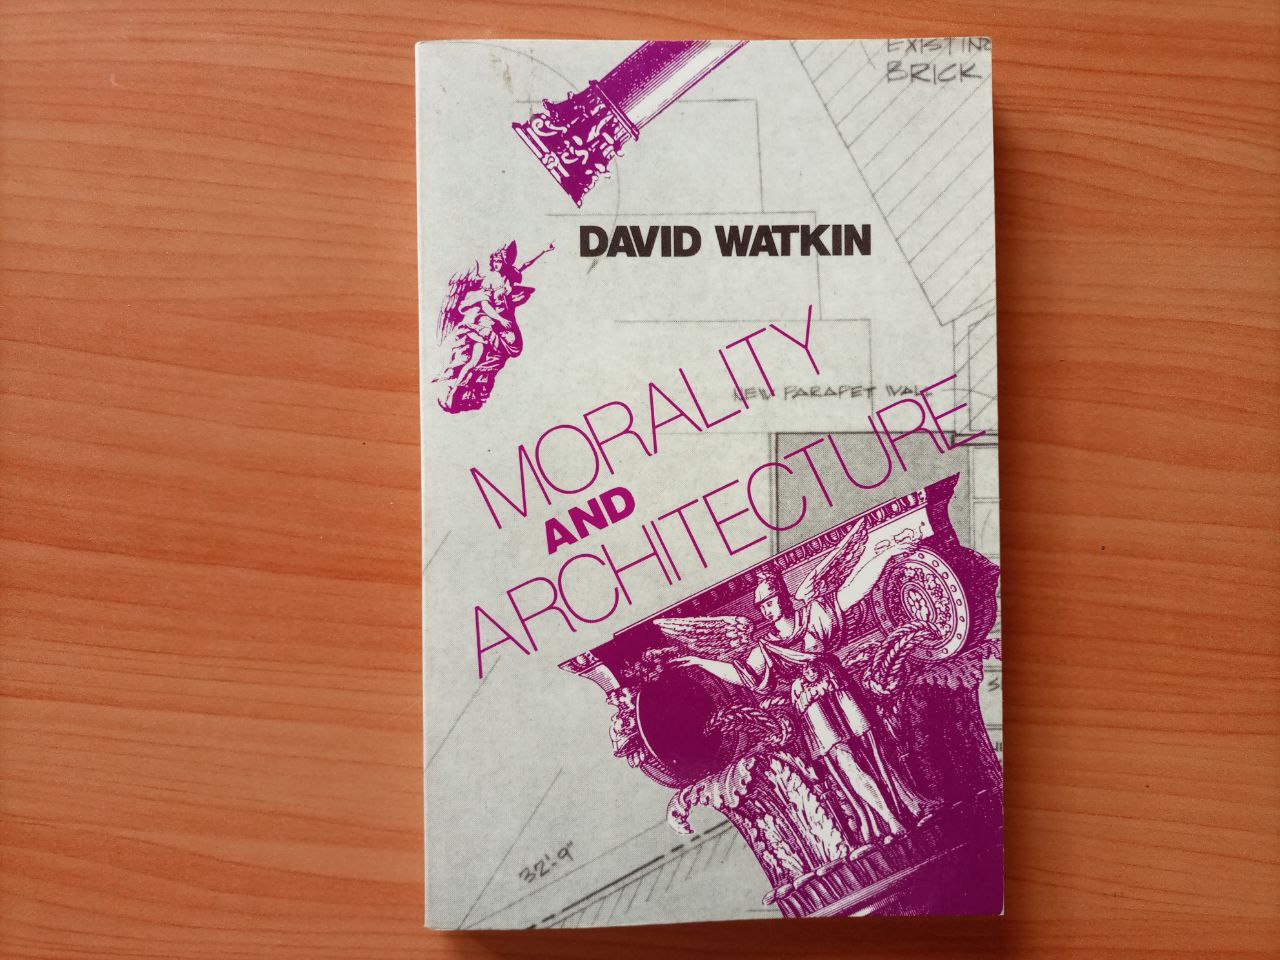 EXISTING
BRICK
DAVID WATKIN
MORALITY
NEW PARAPET WALL
AND
ARCHITECTURE
32'-9"